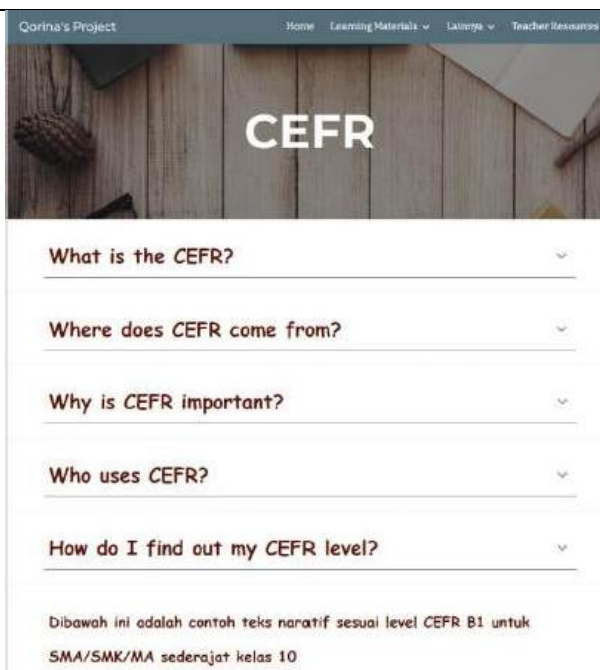 Qorina's Project
Home Learning Materials Lainnya Teacher Resources
CEFR
What is the CEFR?
Where does CEFR come from?
Why is CEFR important?
Who uses CEFR?
How do I find out my CEFR level?
Dibawah ini adalah contoh teks naratif sesuai level CEFR B1 untuk
SMA/SMK/MA sederajat kelas 10